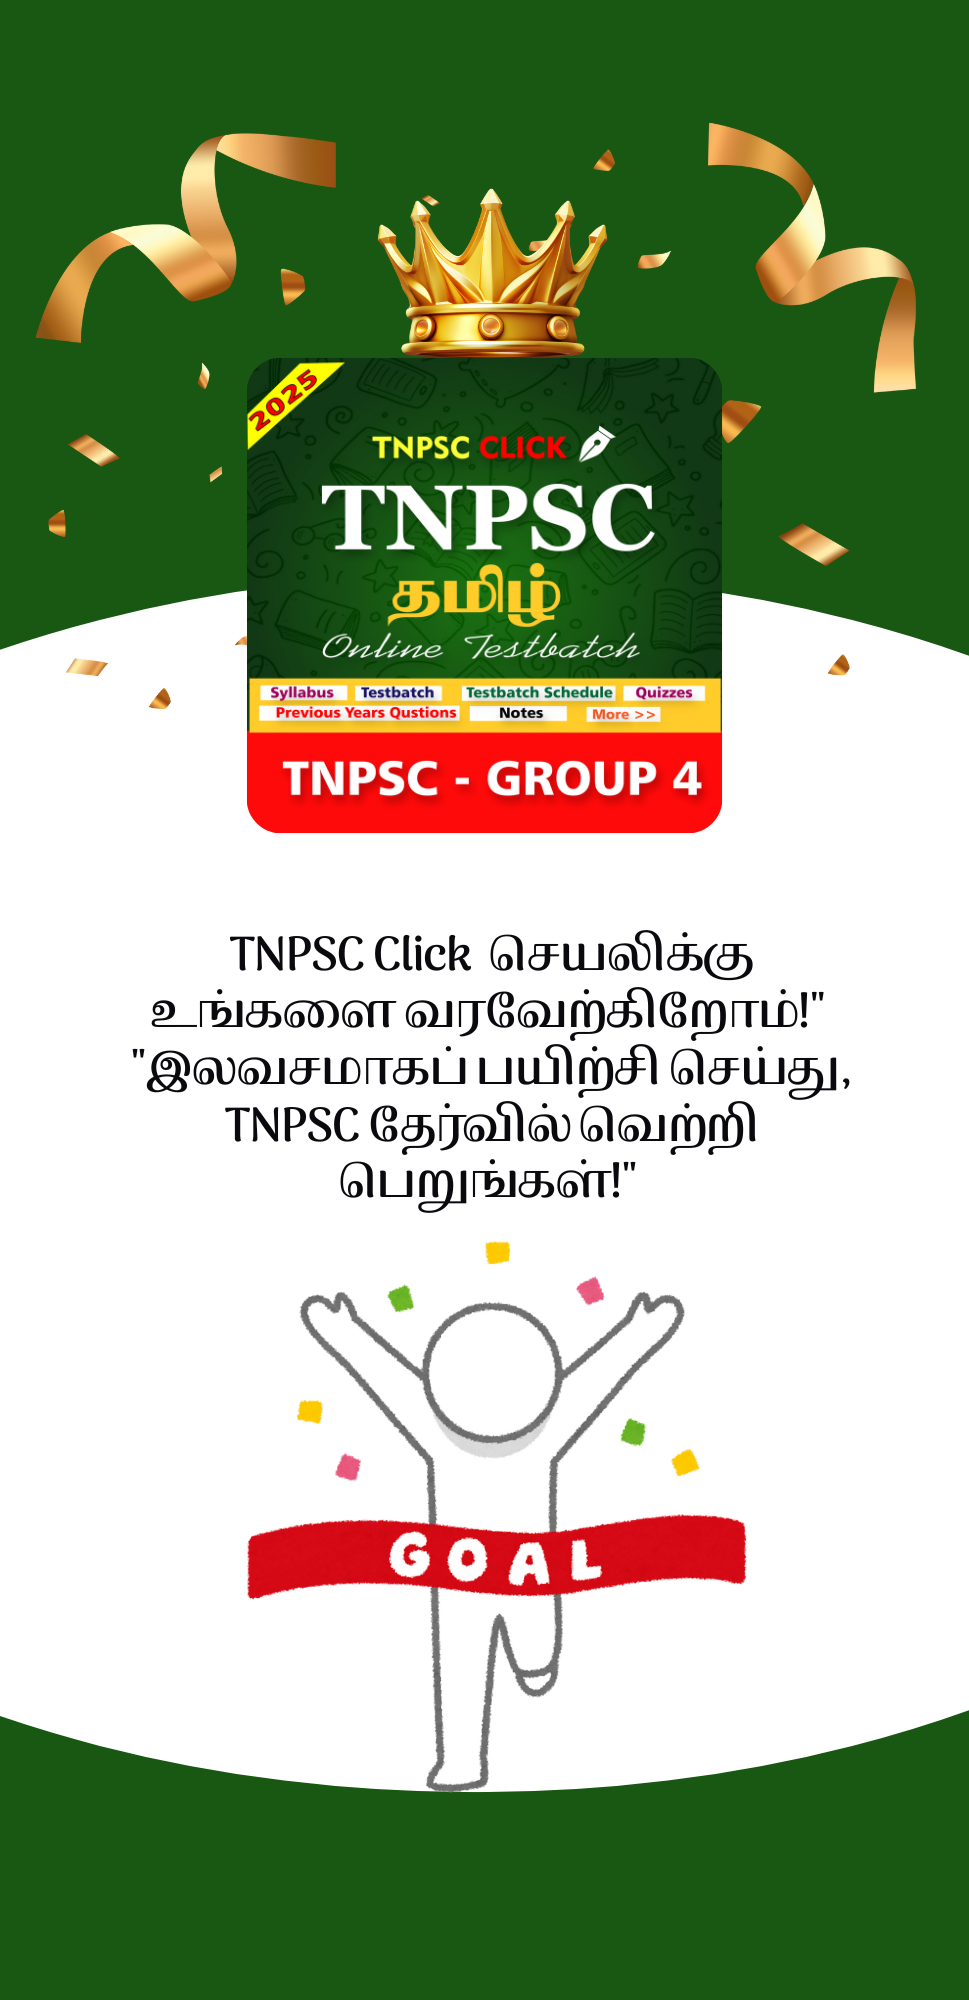 2025
TNPSC CLICK
TNPSC
தமிழ்
Online Testbatch
Syllabus Testbatch Testbatch Schedule Quizzes
Previous Years Qustions Notes More >>
TNPSC - GROUP 4
TNPSC Click செயலிக்கு
உங்களை வரவேற்கிறோம்!"
"இலவசமாகப் பயிற்சி செய்து,
TNPSC தேர்வில் வெற்றி
பெறுங்கள்!"
GOAL